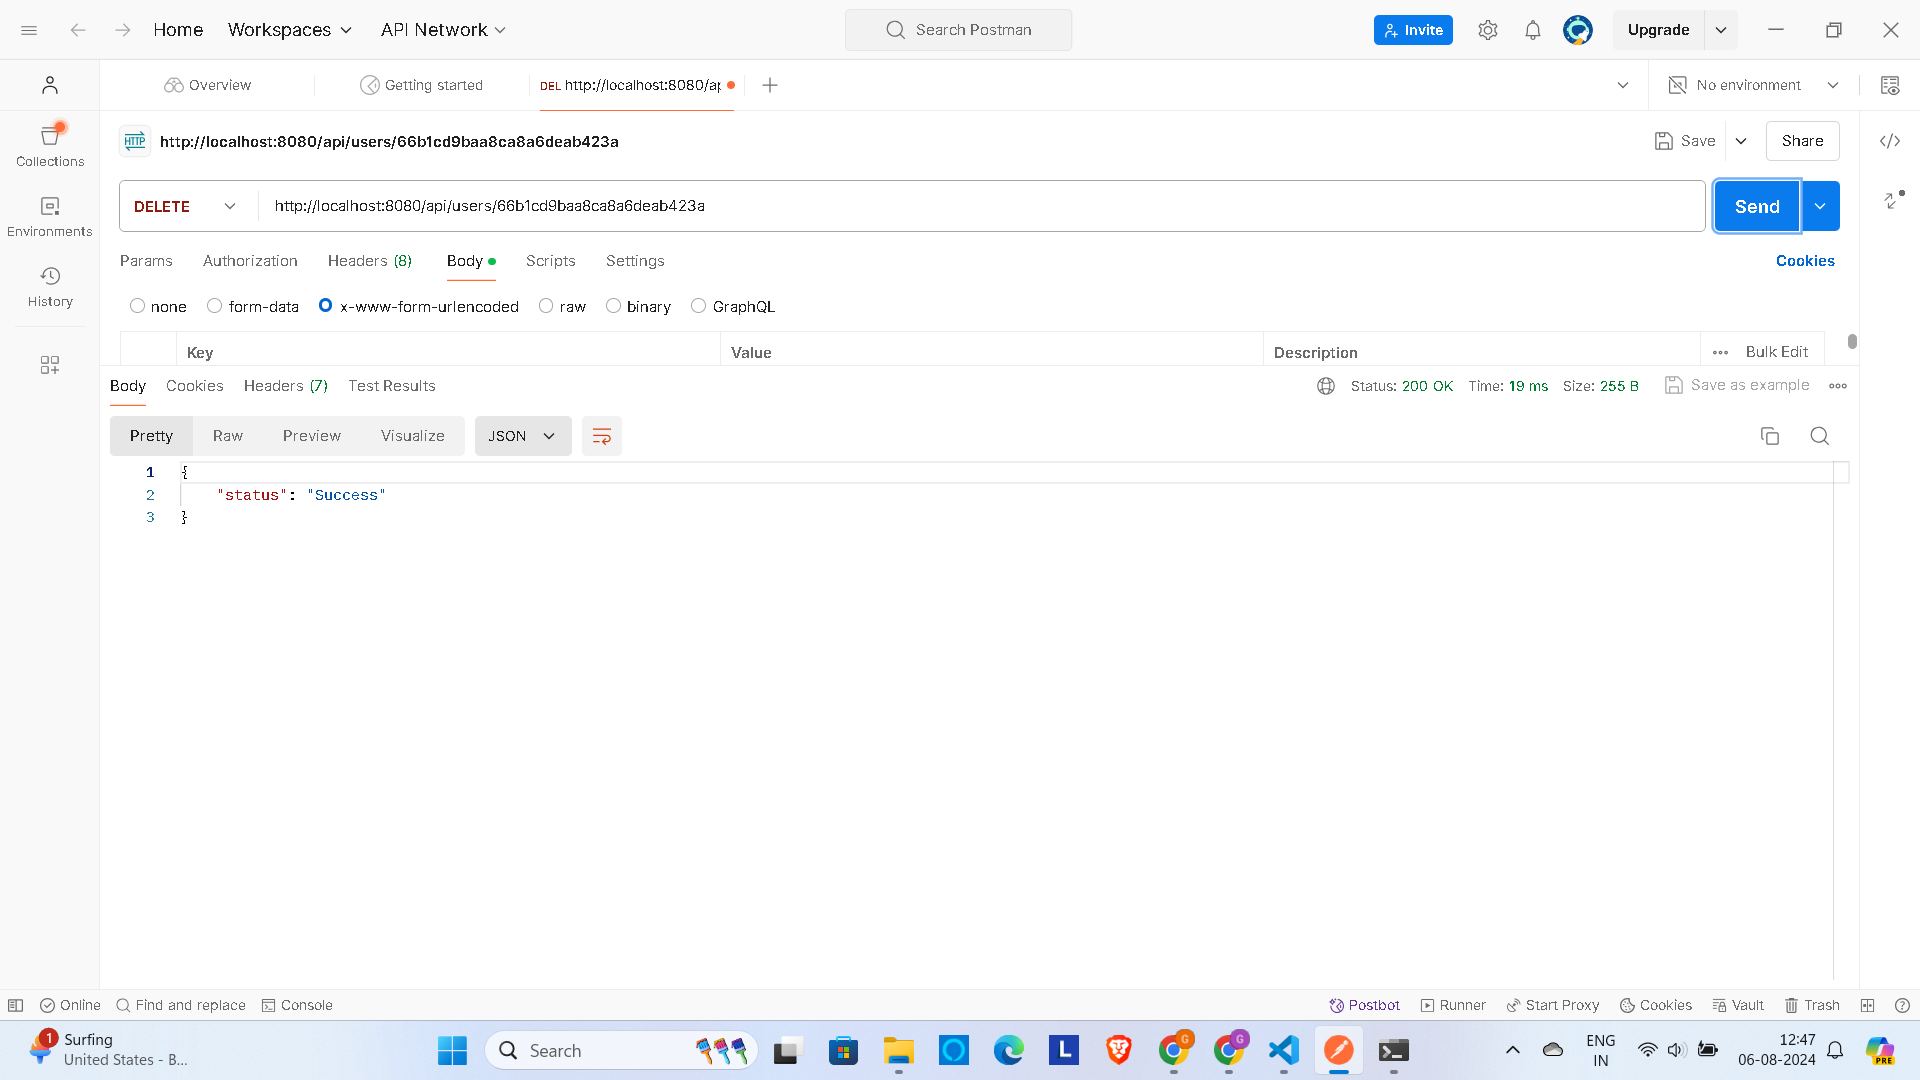 Home Workspaces API Network Search Postman Invite Upgrade
Overview Getting started DEL http://localhost:8080/ap No environment
Collections
Environments
History
HTTP http://localhost:8080/api/users/66b1cd9baa8ca8a6deab423a Save Share
DELETE http://localhost:8080/api/users/66b1cd9baa8ca8a6deab423a Send
Params Authorization Headers (8) Body Scripts Settings Cookies
none form-data x-www-form-urlencoded raw binary GraphQL
Key Value Description Bulk Edit
Body Cookies Headers (7) Test Results Status: 200 OK Time: 19 ms Size: 255 B Save as example
Pretty Raw Preview Visualize JSON
1 {
2 "status": "Success"
3 }
Online Find and replace Console Postbot Runner Start Proxy Cookies Vault Trash
1 Surfing
United States - B...
Search
L
G
G
ENG
IN
12:47
06-08-2024
PRE